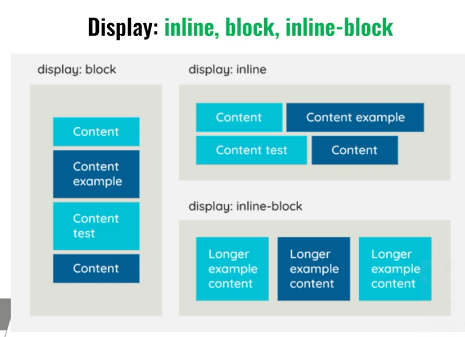 Display: inline, block, inline-block
display: block
Content
Content
example
Content
test
Content
display: inline
Content
Content example
Content test
Content
display: inline-block
Longer
example
content
Longer
example
content
Longer
example
content